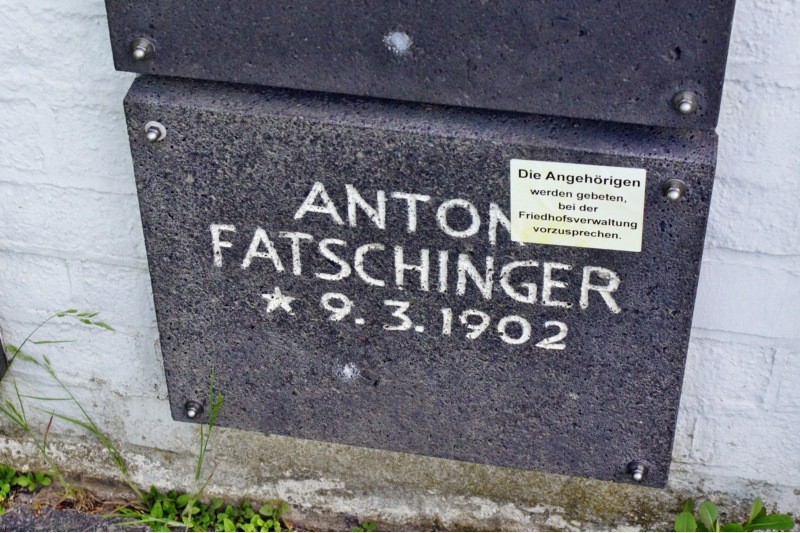 ANTON
FATSCHINGER
★ 9. 3. 1902
Die Angehörigen
werden gebeten,
bei der
Friedhofsverwaltung
vorzusprechen.